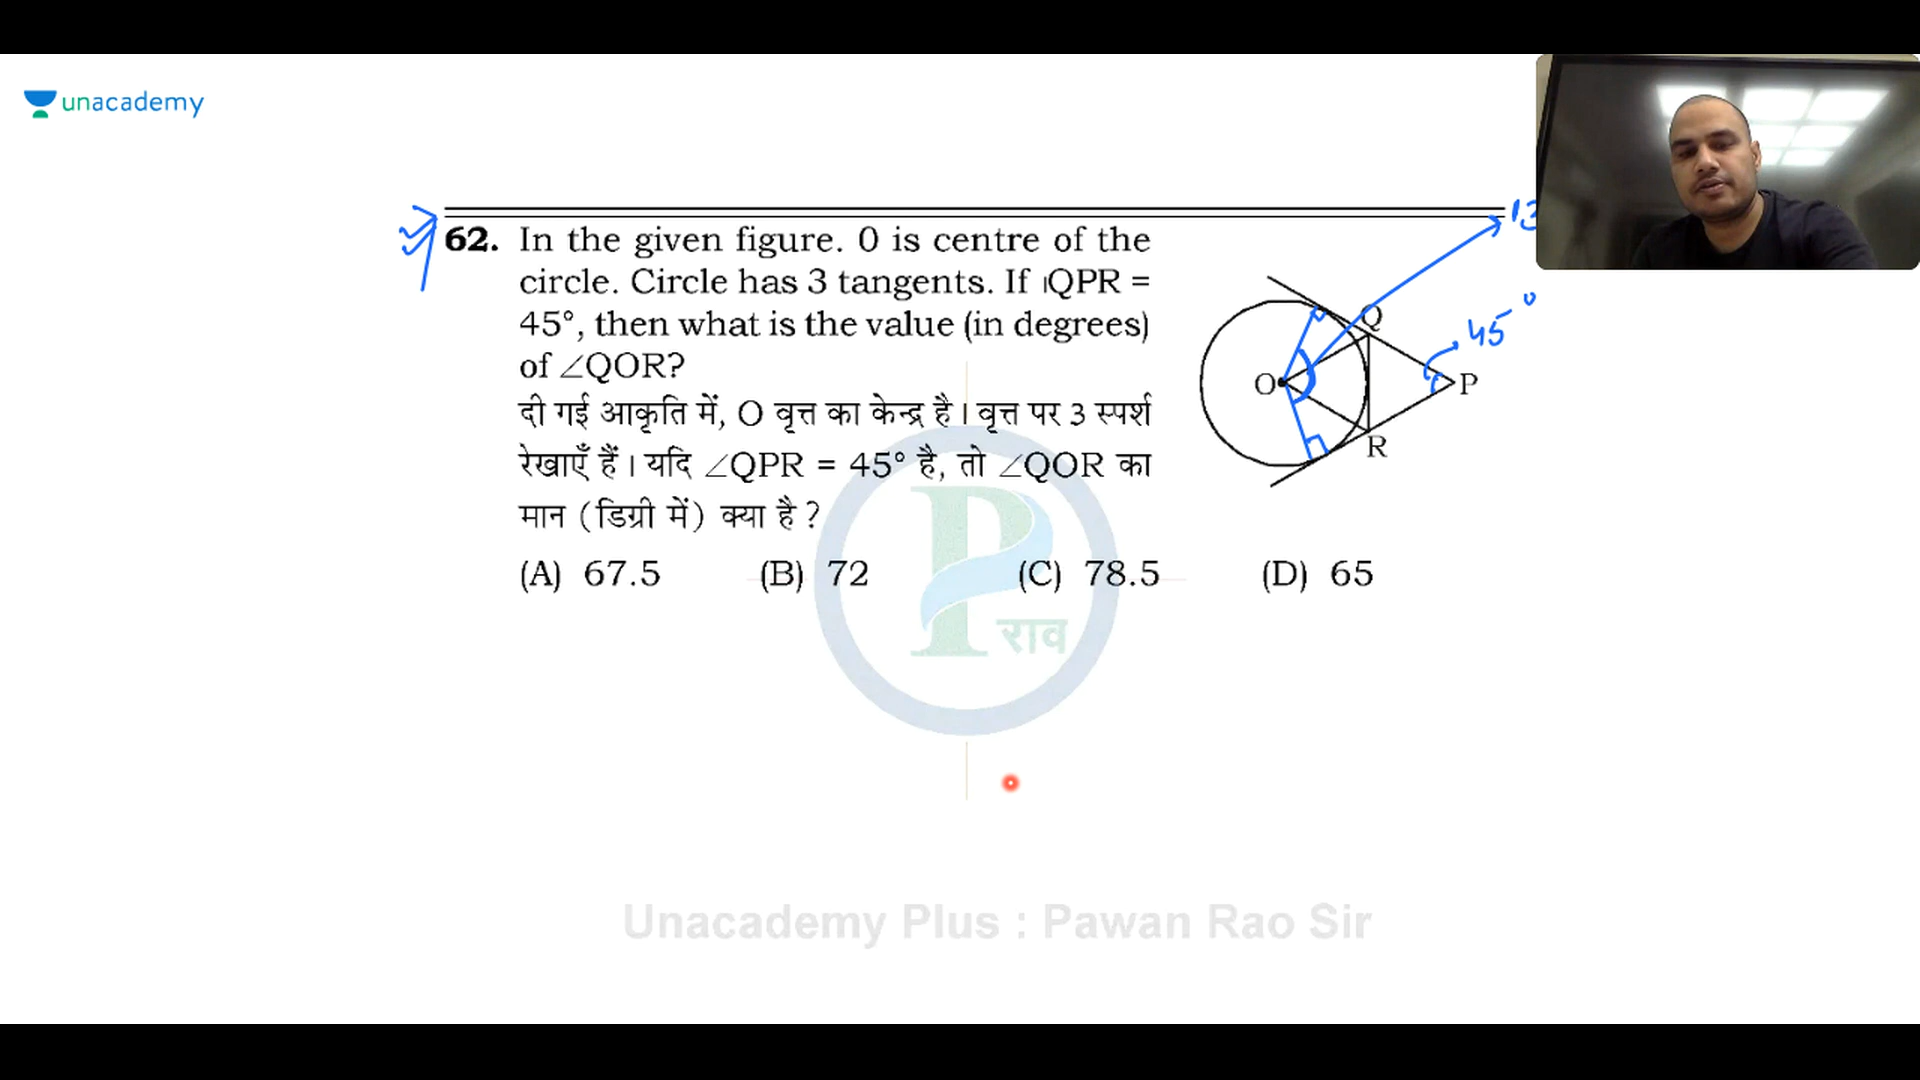 unacademy
62. In the given figure. 0 is centre of the
circle. Circle has 3 tangents. If QPR =
45°, then what is the value (in degrees)
of ∠QOR?
दी गई आकृति में, O वृत्त का केन्द्र है। वृत्त पर 3 स्पर्श
रेखाएँ हैं। यदि ∠QPR = 45° है, तो ∠QOR का
मान (डिग्री में) क्या है ?
(A) 67.5 (B) 72 (C) 78.5 (D) 65
Q
45°
O
P
R
राव
Unacademy Plus : Pawan Rao Sir